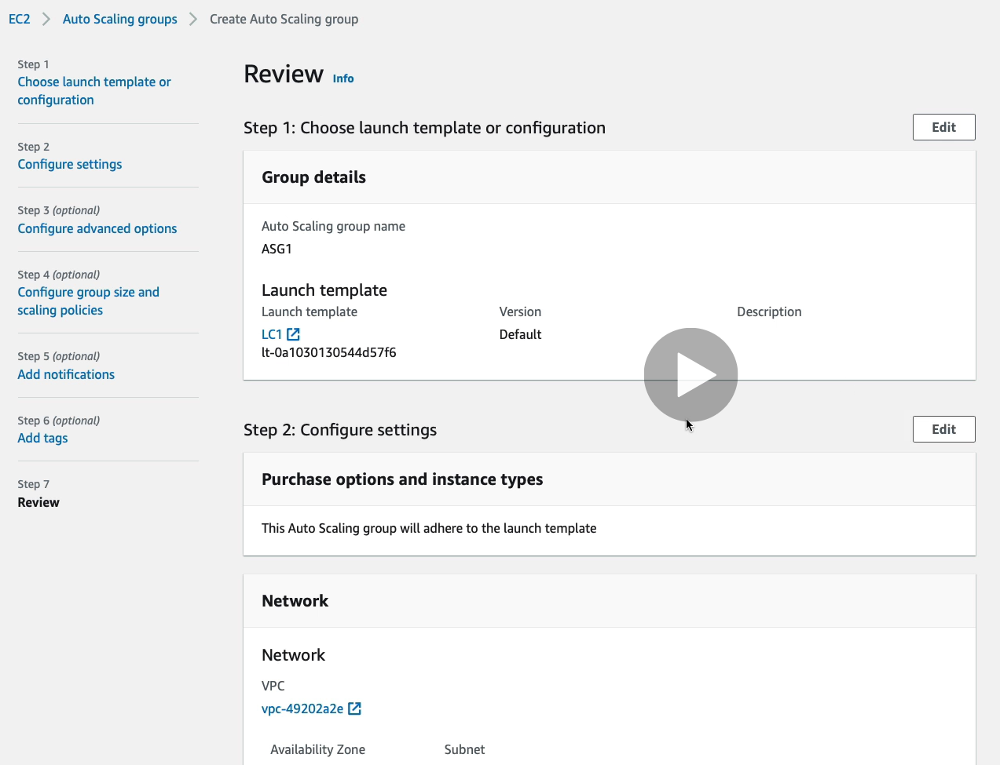 EC2 > Auto Scaling groups > Create Auto Scaling group
Step 1
Choose launch template or
configuration
Step 2
Configure settings
Step 3 (optional)
Configure advanced options
Step 4 (optional)
Configure group size and
scaling policies
Step 5 (optional)
Add notifications
Step 6 (optional)
Add tags
Step 7
Review
Review Info
Step 1: Choose launch template or configuration
Edit
Group details
Auto Scaling group name
ASG1
Launch template
Launch template Version Description
LC1 Default
lt-0a1030130544d57f6
Step 2: Configure settings
Edit
Purchase options and instance types
This Auto Scaling group will adhere to the launch template
Network
Network
VPC
vpc-49202a2e
Availability Zone Subnet